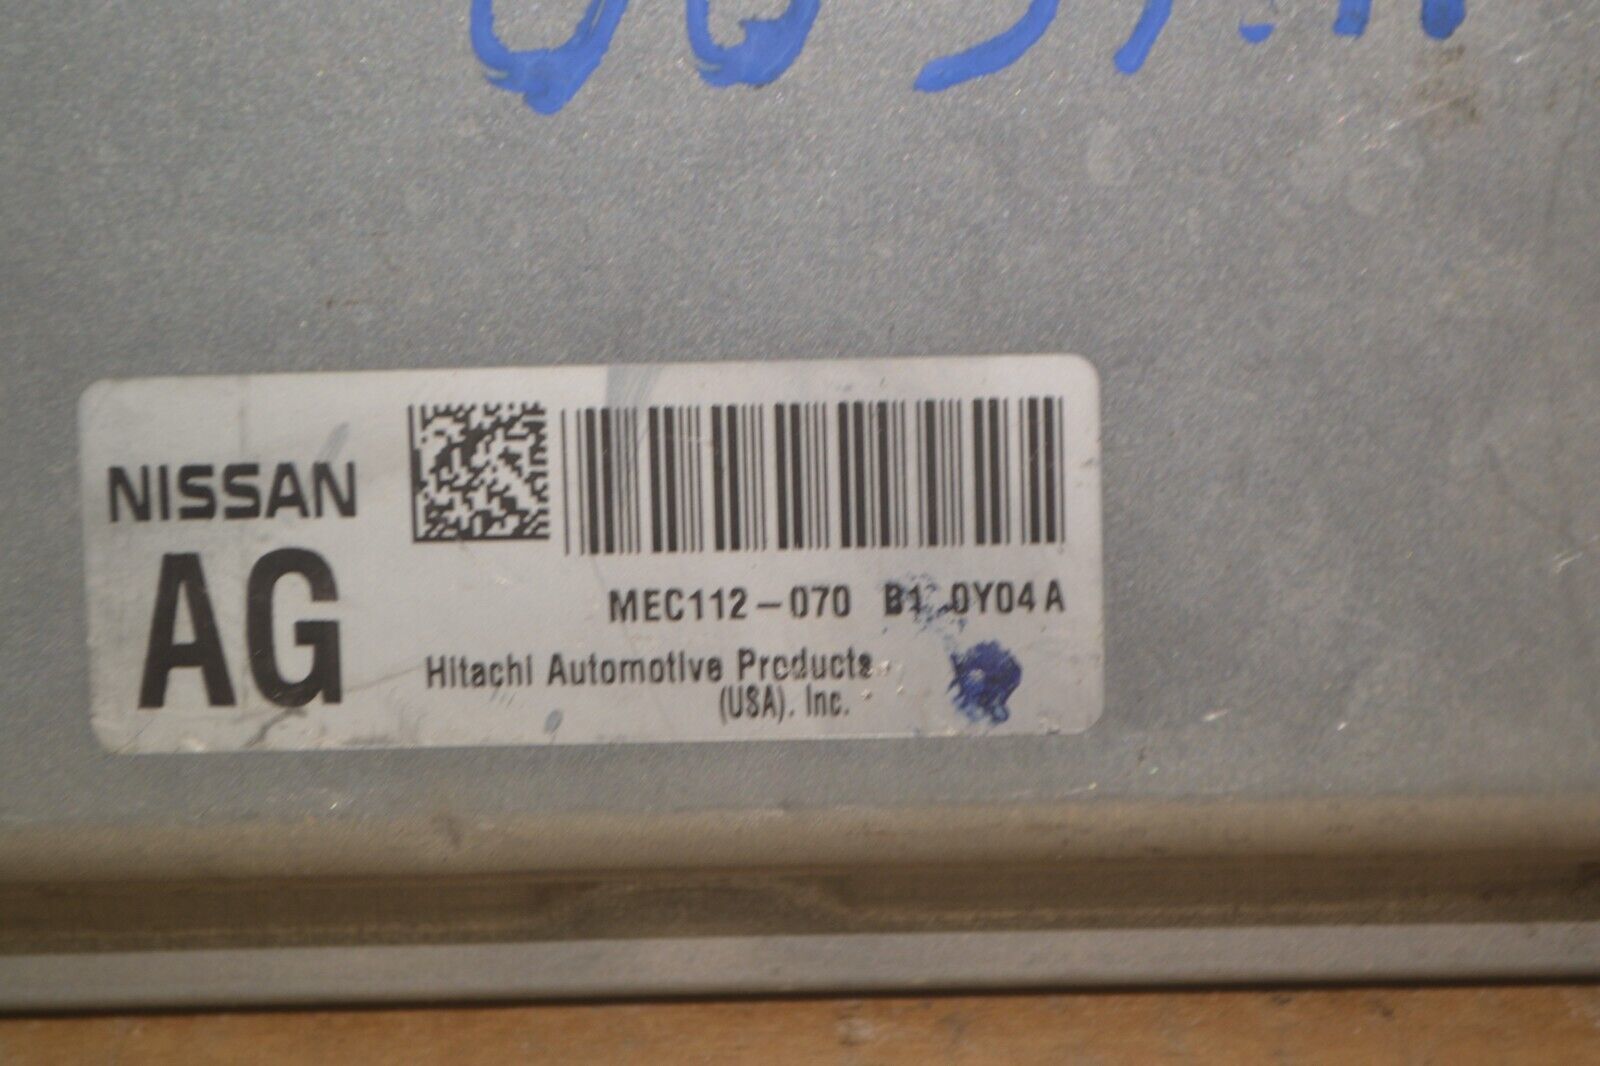 NISSAN
AG
MEC112-070 B1 0Y04 A
Hitachi Automotive Products
(USA). Inc.